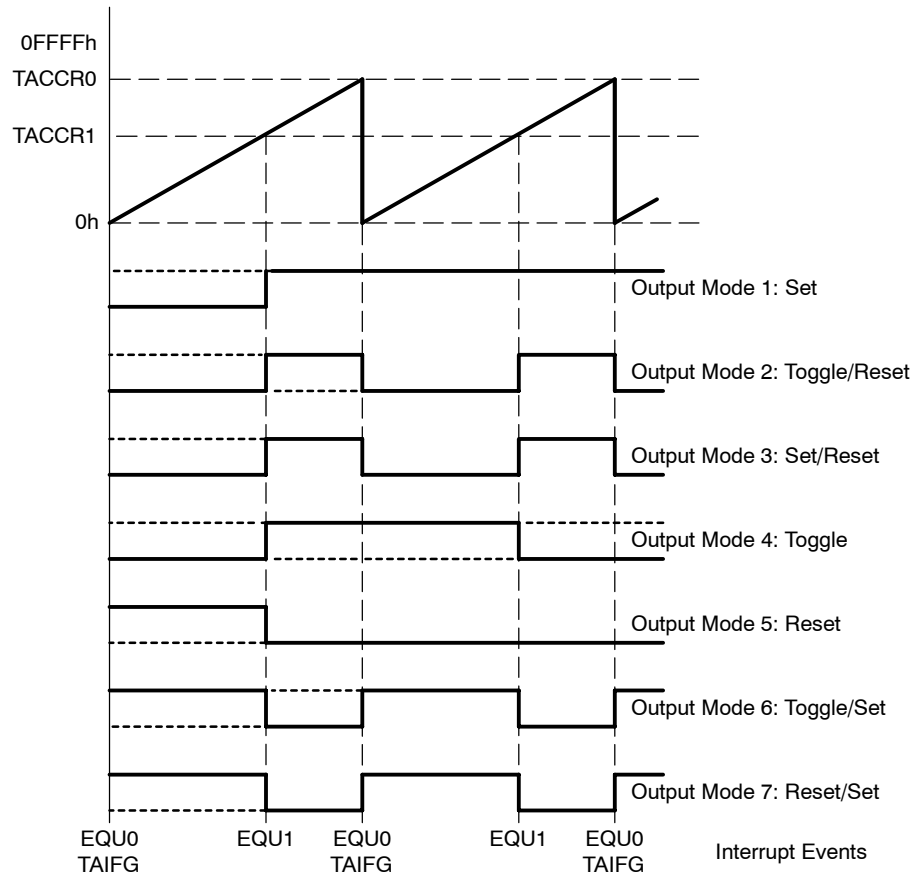 0FFFFh
TACCR0
TACCR1
0h
Output Mode 1: Set
Output Mode 2: Toggle/Reset
Output Mode 3: Set/Reset
Output Mode 4: Toggle
Output Mode 5: Reset
Output Mode 6: Toggle/Set
Output Mode 7: Reset/Set
EQU0 EQU1 EQU0 EQU1 EQU0
TAIFG TAIFG TAIFG Interrupt Events